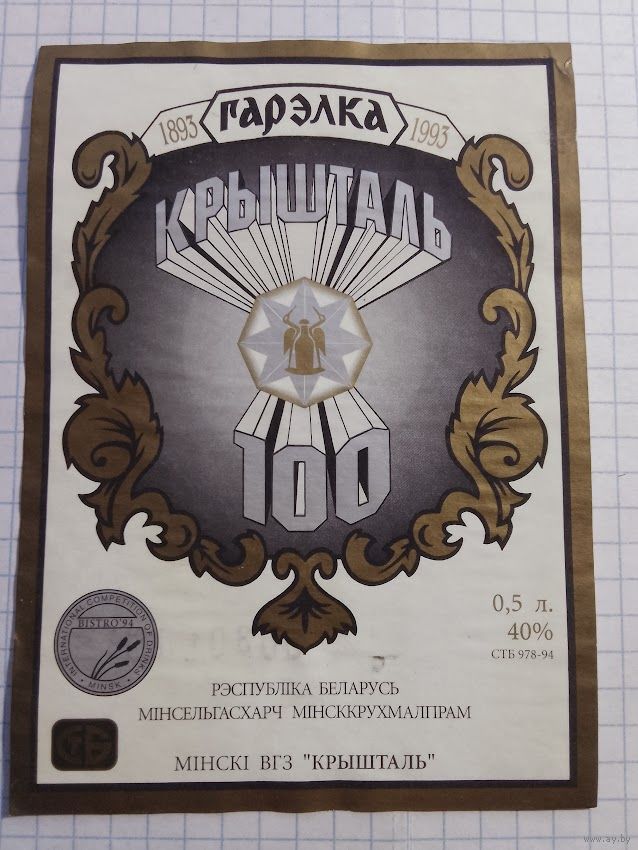 1893 ГАРЭЛКА 1993
КРЫШТАЛЬ
100
INTERNATIONAL COMPETITION OF DRINKS
BISTRO'94
· MINSK ·
0,5 л.
40%
СТБ 978-94
РЭСПУБЛІКА БЕЛАРУСЬ
МІНСЕЛЬГАСХАРЧ МІНСККРУХМАЛПРАМ
МІНСКІ ВГЗ "КРЫШТАЛЬ"
www.ay.by